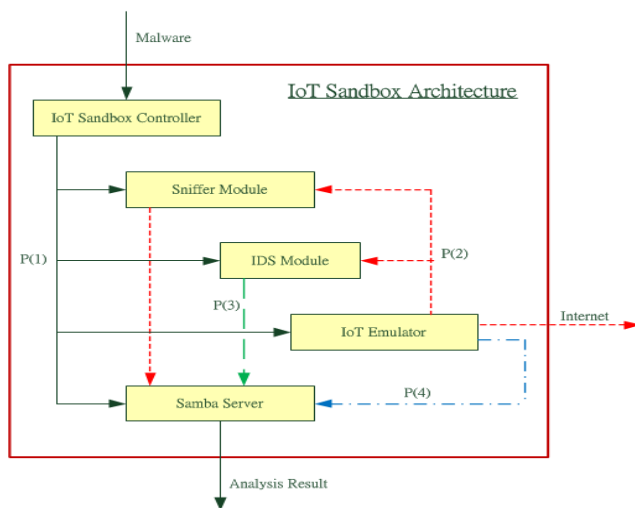 Malware
IoT Sandbox Architecture
IoT Sandbox Controller
Sniffer Module
P(1)
IDS Module
P(2)
P(3)
IoT Emulator
Internet
P(4)
Samba Server
Analysis Result